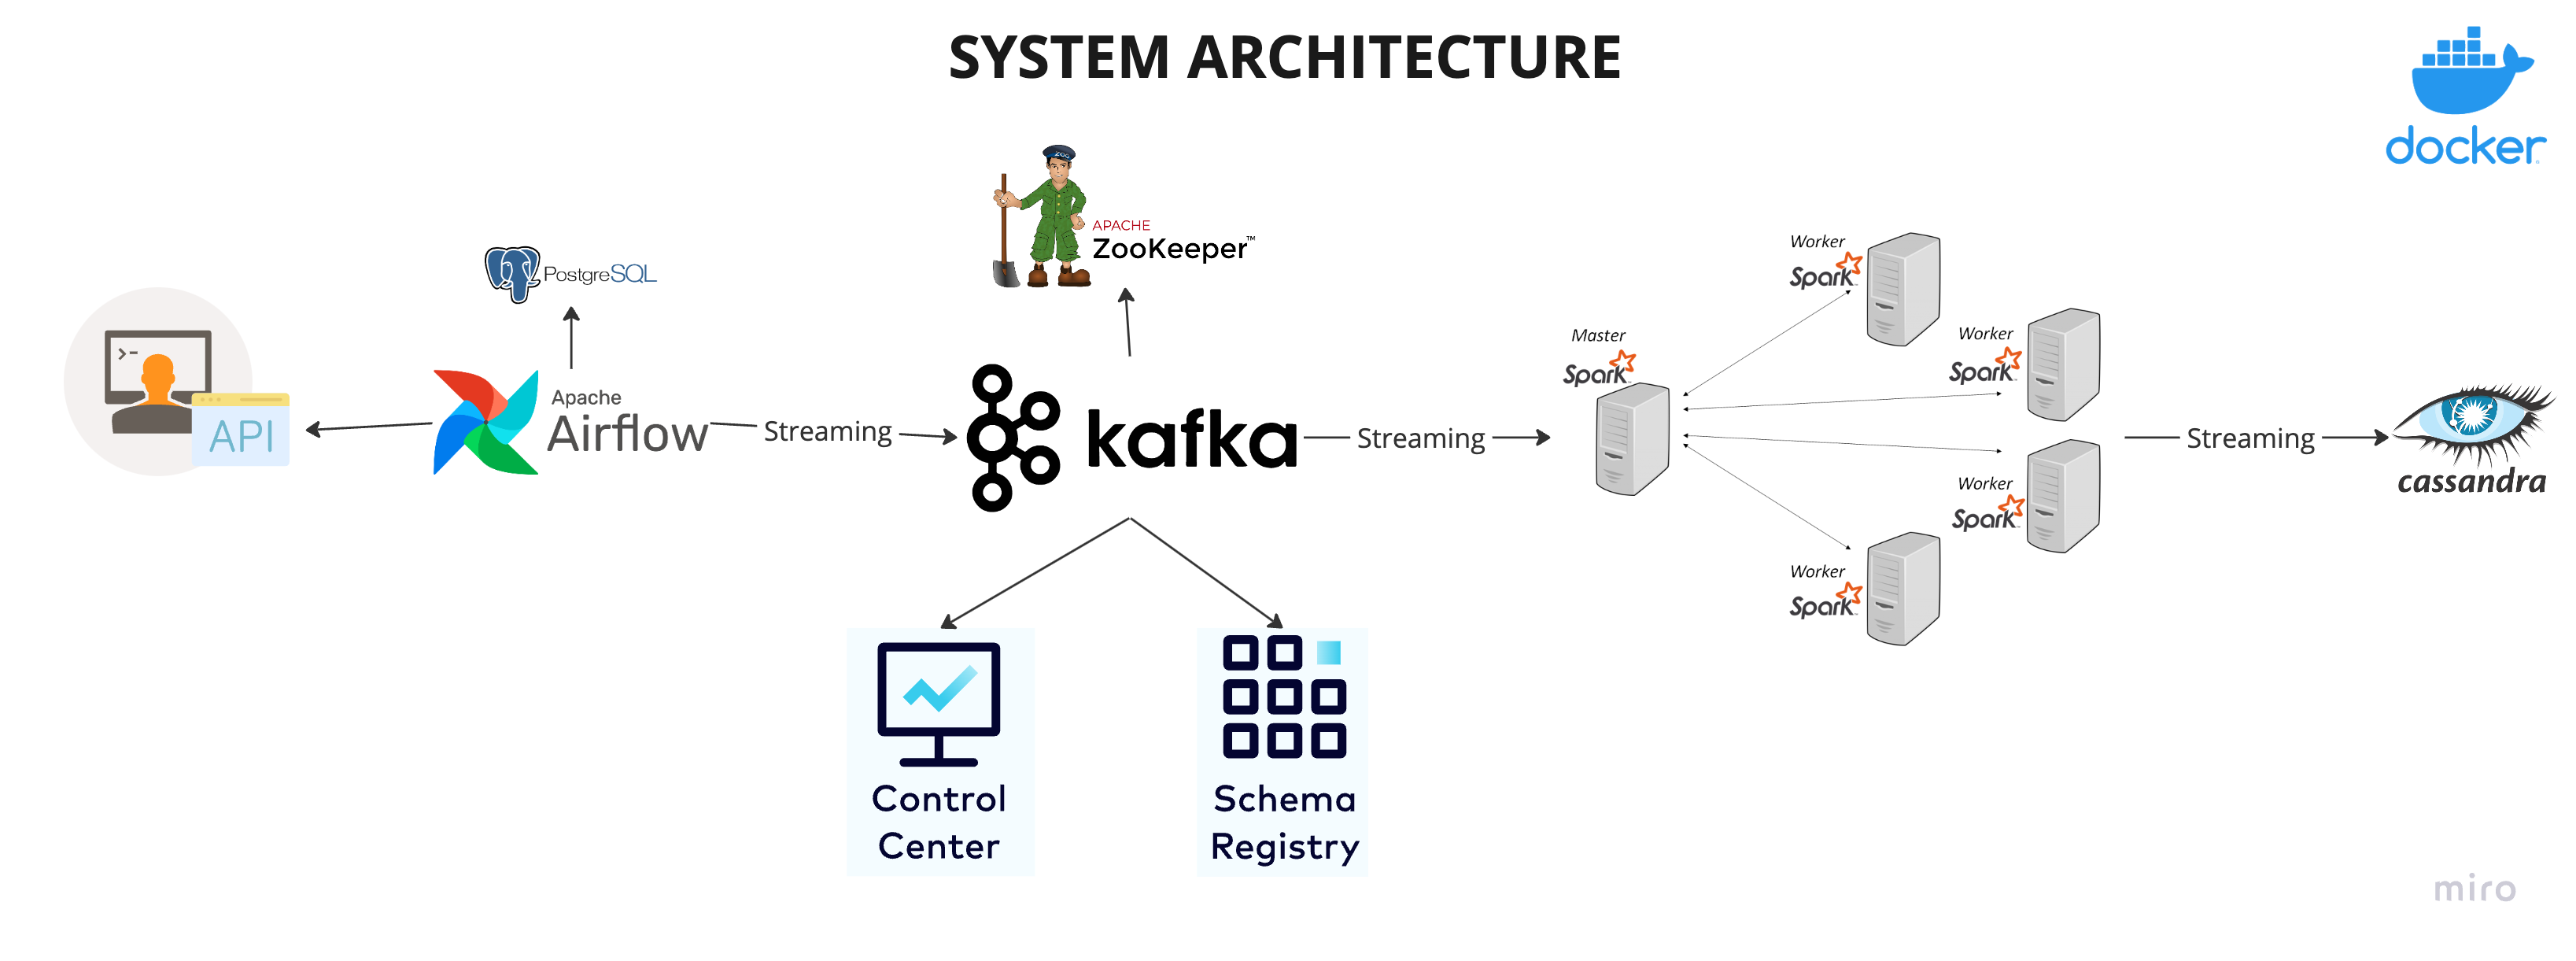 SYSTEM ARCHITECTURE
docker
ZOO
APACHE
ZooKeeper™
PostgreSQL
>-
API
Apache
Airflow
Streaming
kafka
Streaming
Master
Spark
Worker
Spark
Worker
Spark
Worker
Spark
Worker
Spark
Streaming
cassandra
Control
Center
Schema
Registry
miro